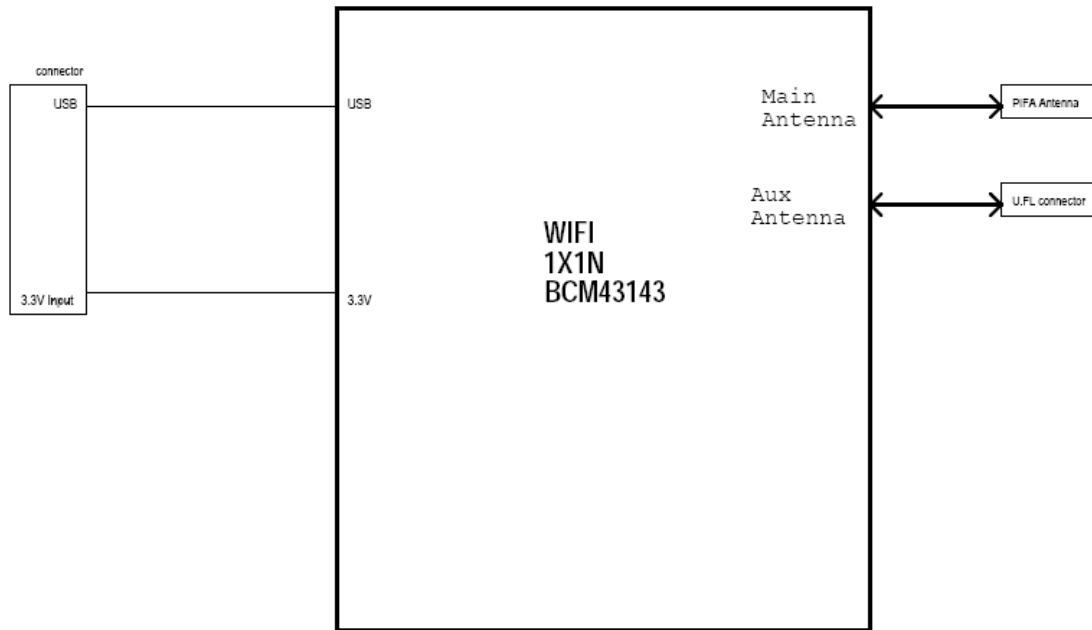 connector
USB
3.3V Input
USB
3.3V
WIFI
1X1N
BCM43143
Main
Antenna
Aux
Antenna
PIFA Antenna
U.FL connector